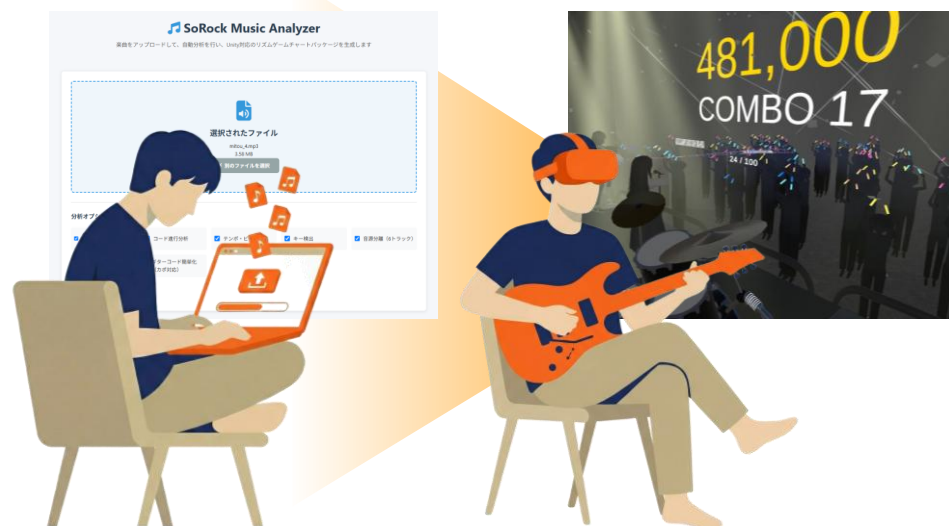 SoRock Music Analyzer
楽曲をアップロードして、自動分析を行い、Unity対応のリズムゲームチャートパッケージを生成します
選択されたファイル
3.58 MB
別のファイルを選択
分析オプ
コード進行分析
テンポ・ビ
キー検出
音源分離（6トラック）
ターコード簡単化
（カポ対応）
481,000
COMBO 17
24 / 100